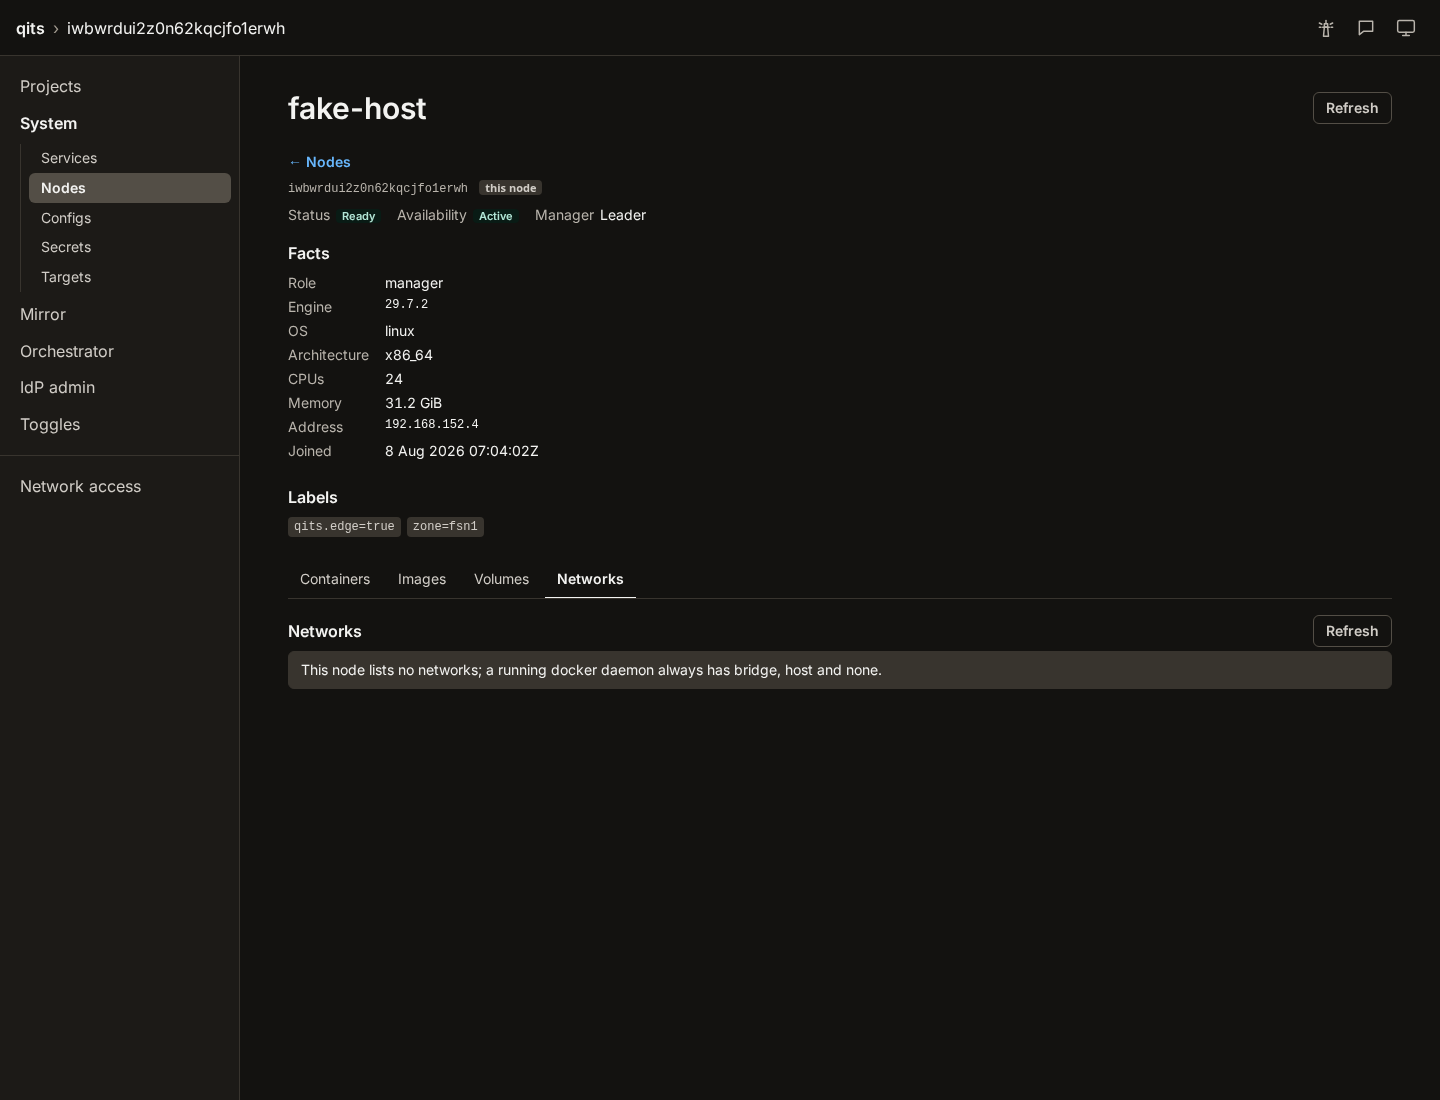 qits › iwbwrdui2z0n62kqcjfo1erwh
Projects
System
Services
Nodes
Configs
Secrets
Targets
Mirror
Orchestrator
IdP admin
Toggles
Network access
fake-host
Refresh
← Nodes
iwbwrdui2z0n62kqcjfo1erwh this node
Status Ready Availability Active Manager Leader
Facts
Role manager
Engine 29.7.2
OS linux
Architecture x86_64
CPUs 24
Memory 31.2 GiB
Address 192.168.152.4
Joined 8 Aug 2026 07:04:02Z
Labels
qits.edge=true zone=fsn1
Containers Images Volumes Networks
Networks
Refresh
This node lists no networks; a running docker daemon always has bridge, host and none.